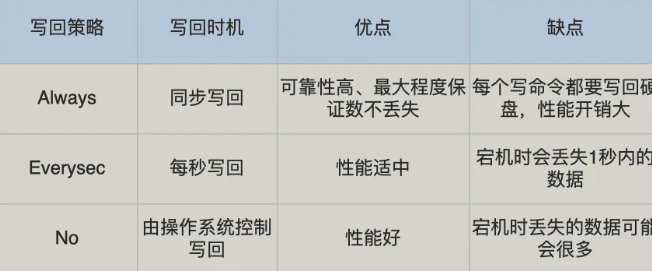 写回策略 写回时机 优点 缺点
Always 同步写回 可靠性高、最大程度保 每个写命令都要写回硬
证数不丢失 盘，性能开销大
Everysec 每秒写回 性能适中 宕机时会丢失1秒内的
数据
No 由操作系统控制 性能好 宕机时丢失的数据可能
写回 会很多